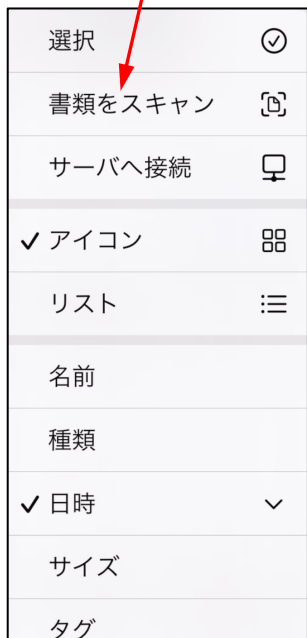 選択
書類をスキャン
サーバへ接続
アイコン
リスト
名前
種類
日時
サイズ
タグ